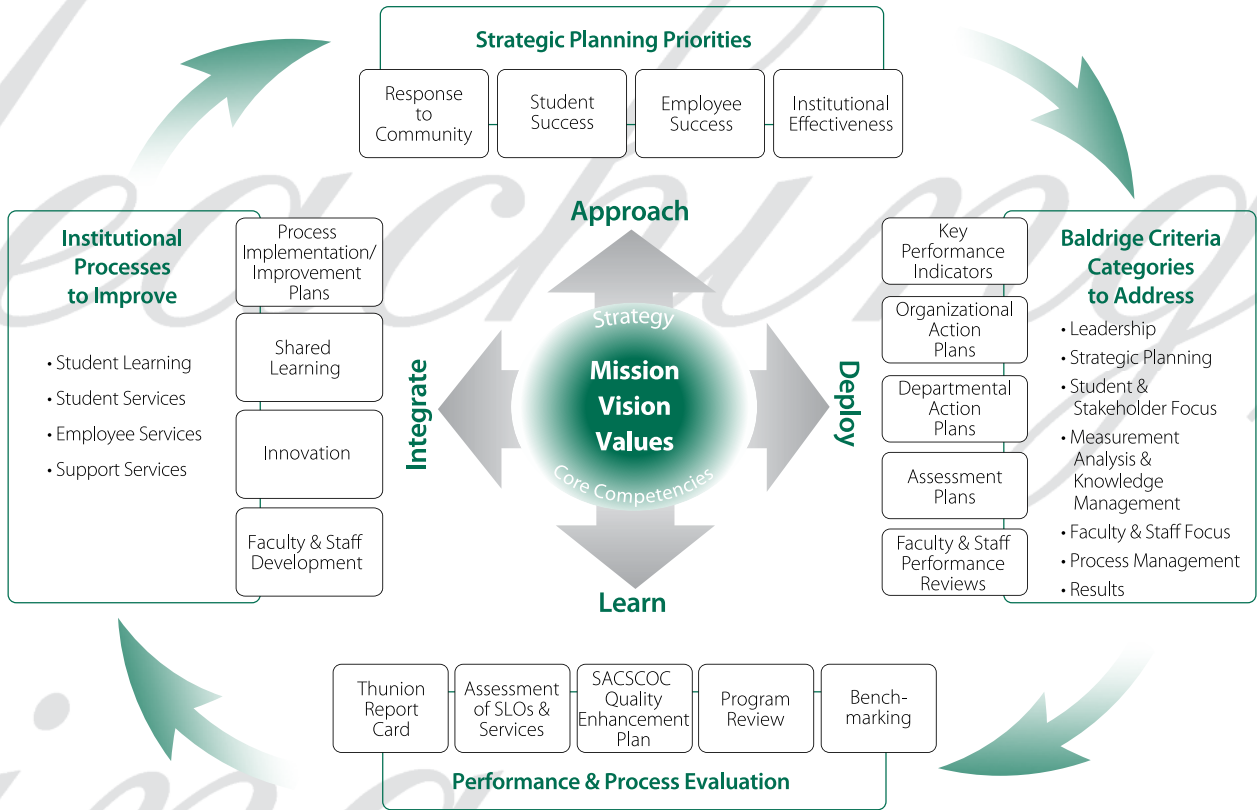 Strategic Planning Priorities
Response
to
Community
Student
Success
Employee
Success
Institutional
Effectiveness
Approach
Institutional
Processes
to Improve
• Student Learning
• Student Services
• Employee Services
• Support Services
Process
Implementation/
Improvement
Plans
Shared
Learning
Innovation
Faculty & Staff
Development
Integrate
Strategy
Mission
Vision
Values
Core Competencies
Deploy
Key
Performance
Indicators
Organizational
Action
Plans
Departmental
Action
Plans
Assessment
Plans
Faculty & Staff
Performance
Reviews
Baldrige Criteria
Categories
to Address
• Leadership
• Strategic Planning
• Student &
Stakeholder Focus
• Measurement
Analysis &
Knowledge
Management
• Faculty & Staff Focus
• Process Management
• Results
Learn
Thunion
Report
Card
Assessment
of SLOs &
Services
SACSCOC
Quality
Enhancement
Plan
Program
Review
Bench-
marking
Performance & Process Evaluation